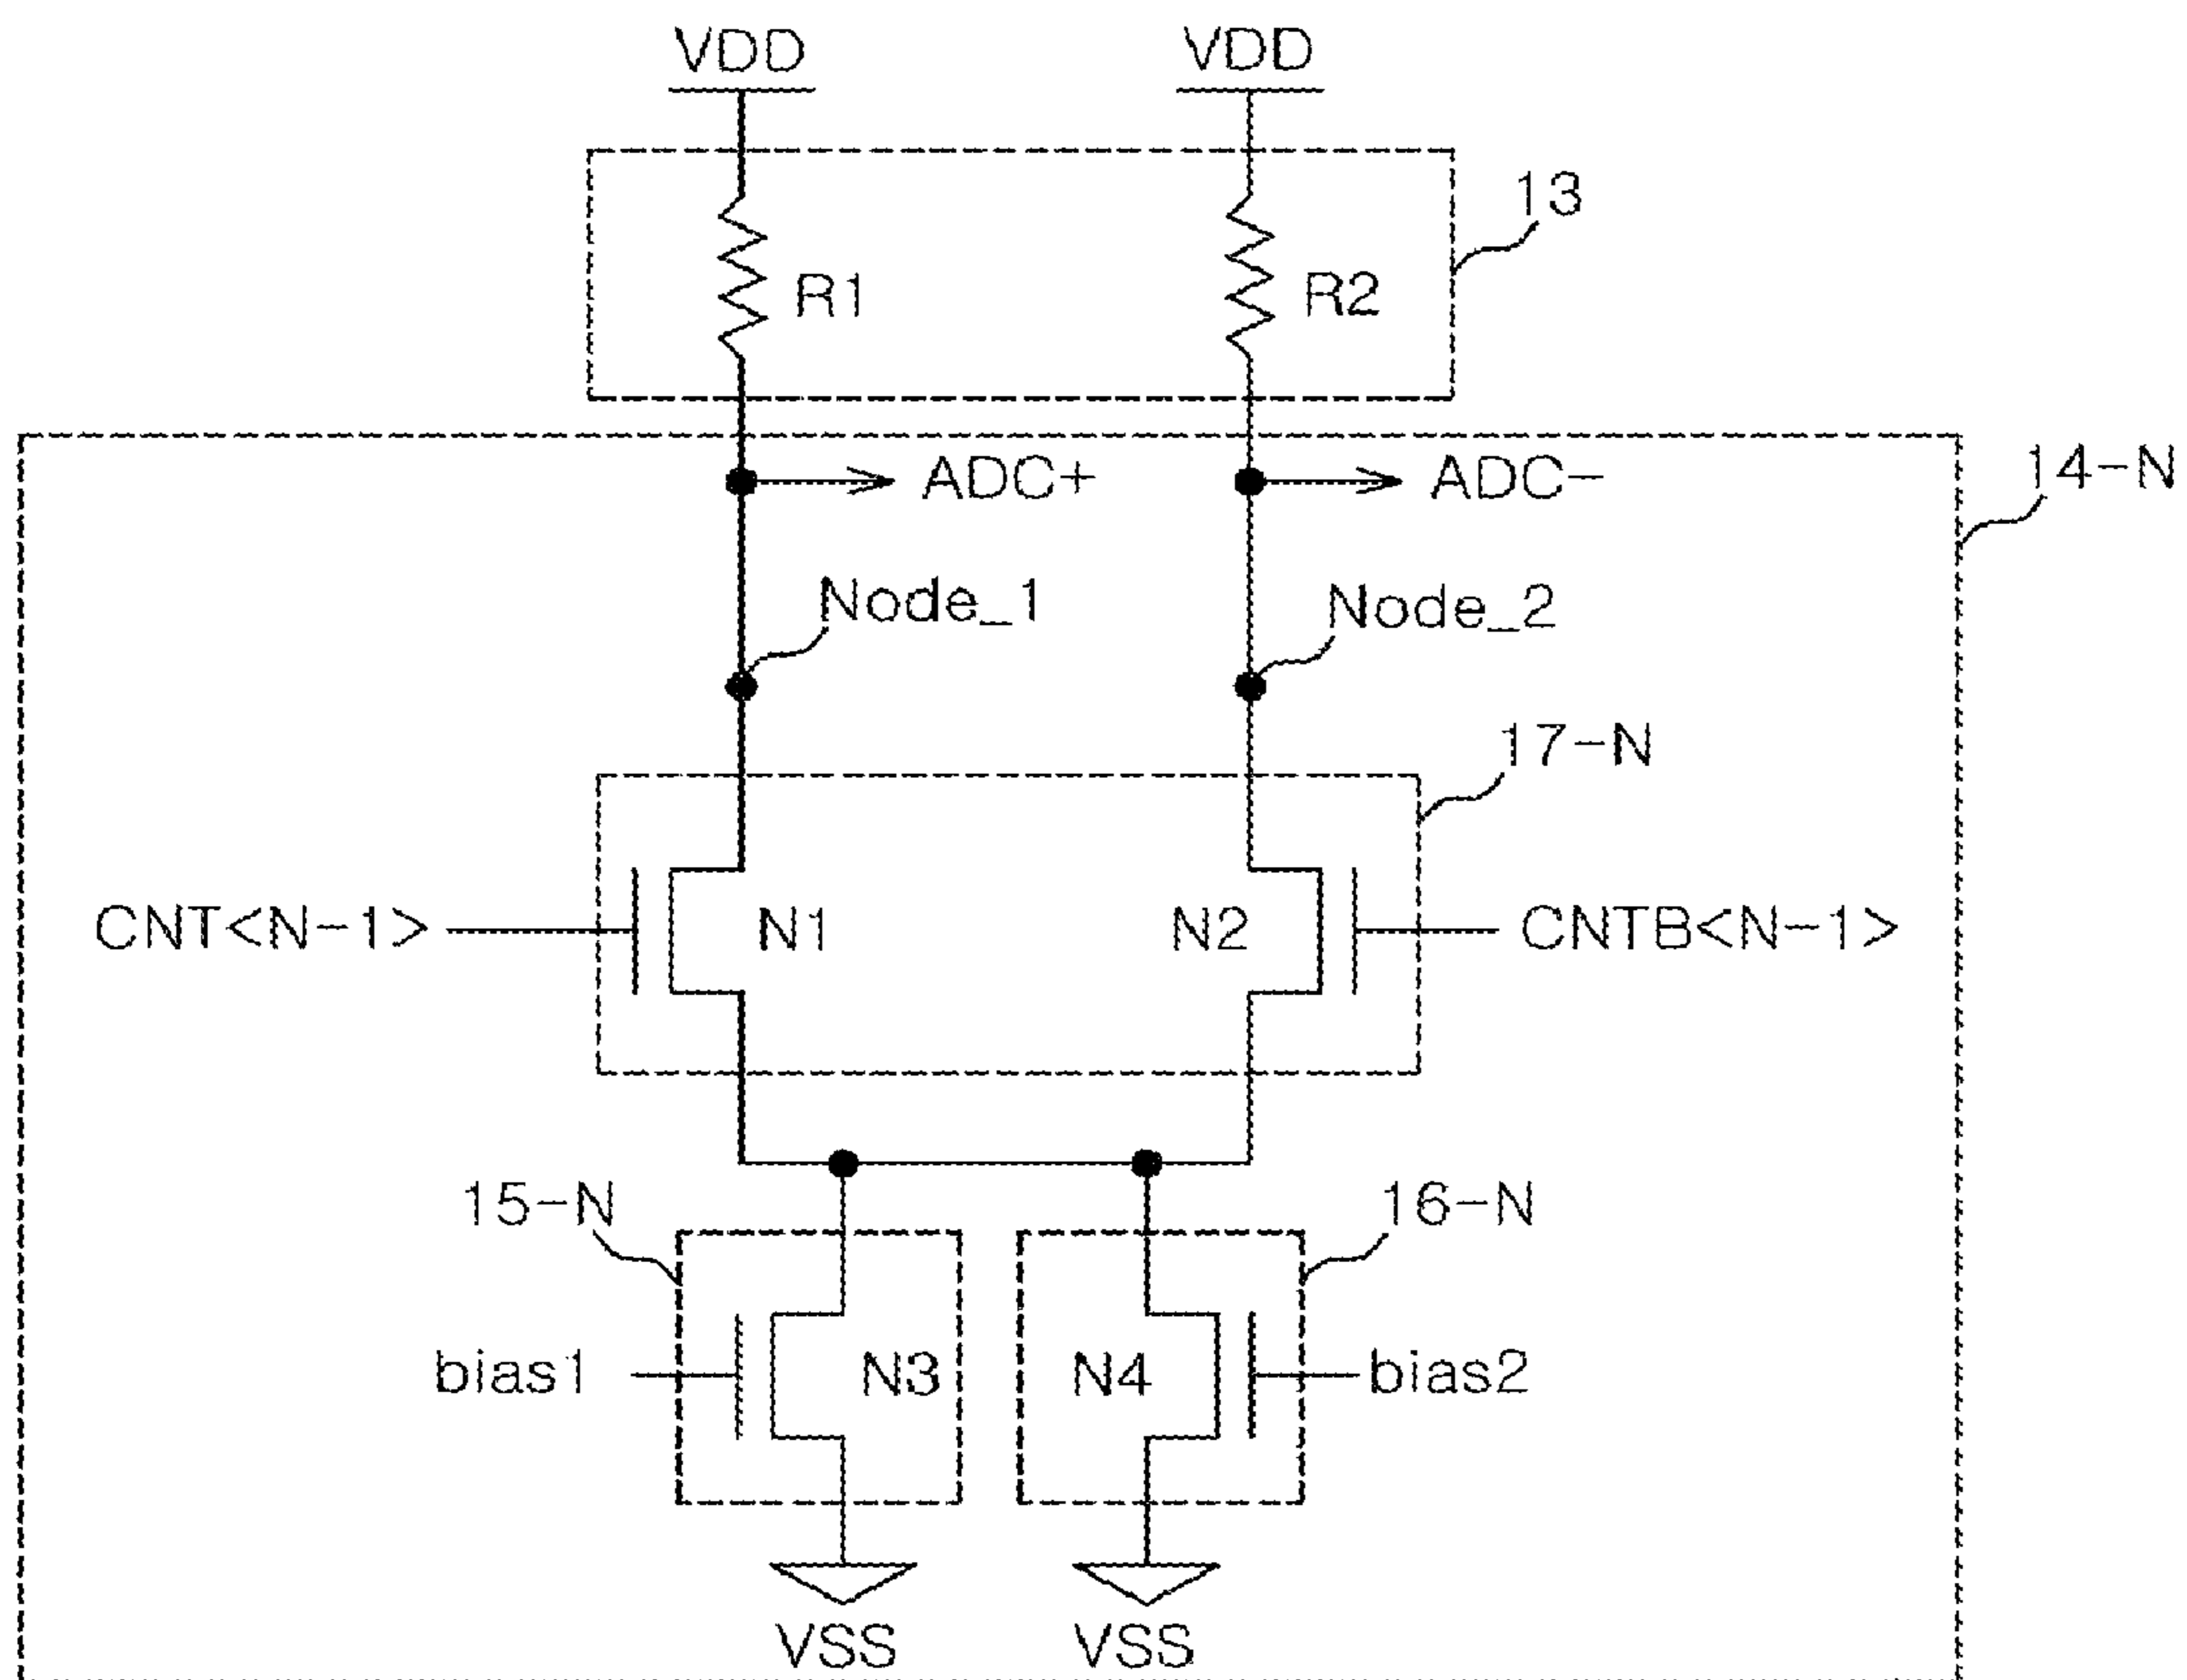 VDD VDD
13
R1 R2
ADC+ ADC-
14-N
Node_1 Node_2
17-N
CNT<N-1> N1 N2 CNTB<N-1>
15-N 16-N
bias1 N3 N4 bias2
VSS VSS